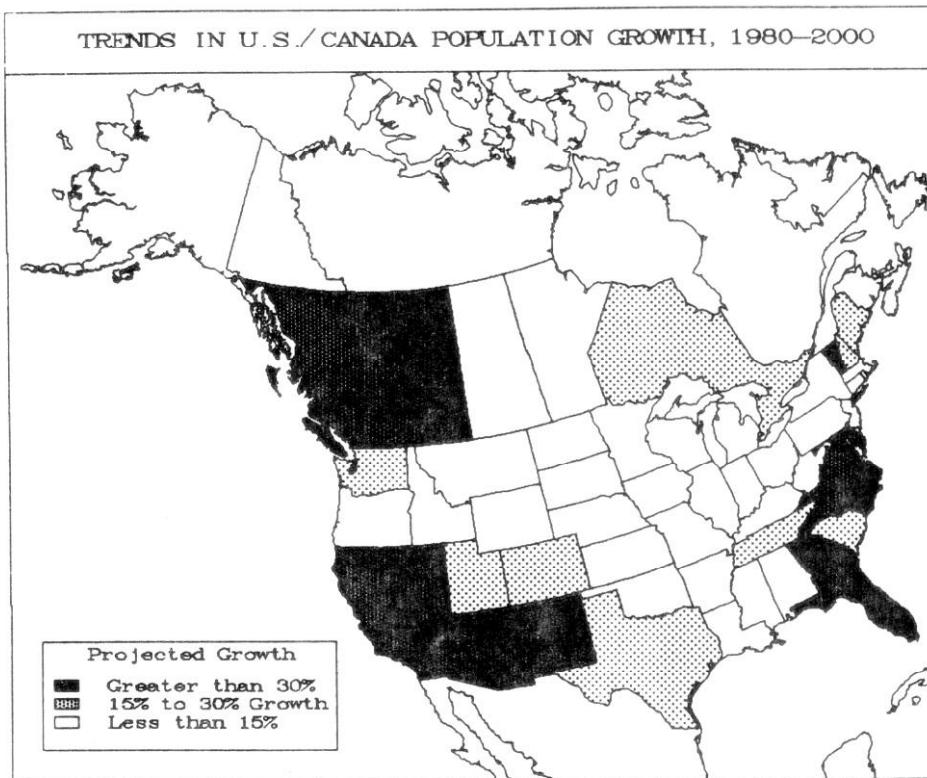 TRENDS IN U.S./CANADA POPULATION GROWTH, 1980–2000
Projected Growth
Greater than 30%
15% to 30% Growth
Less than 15%